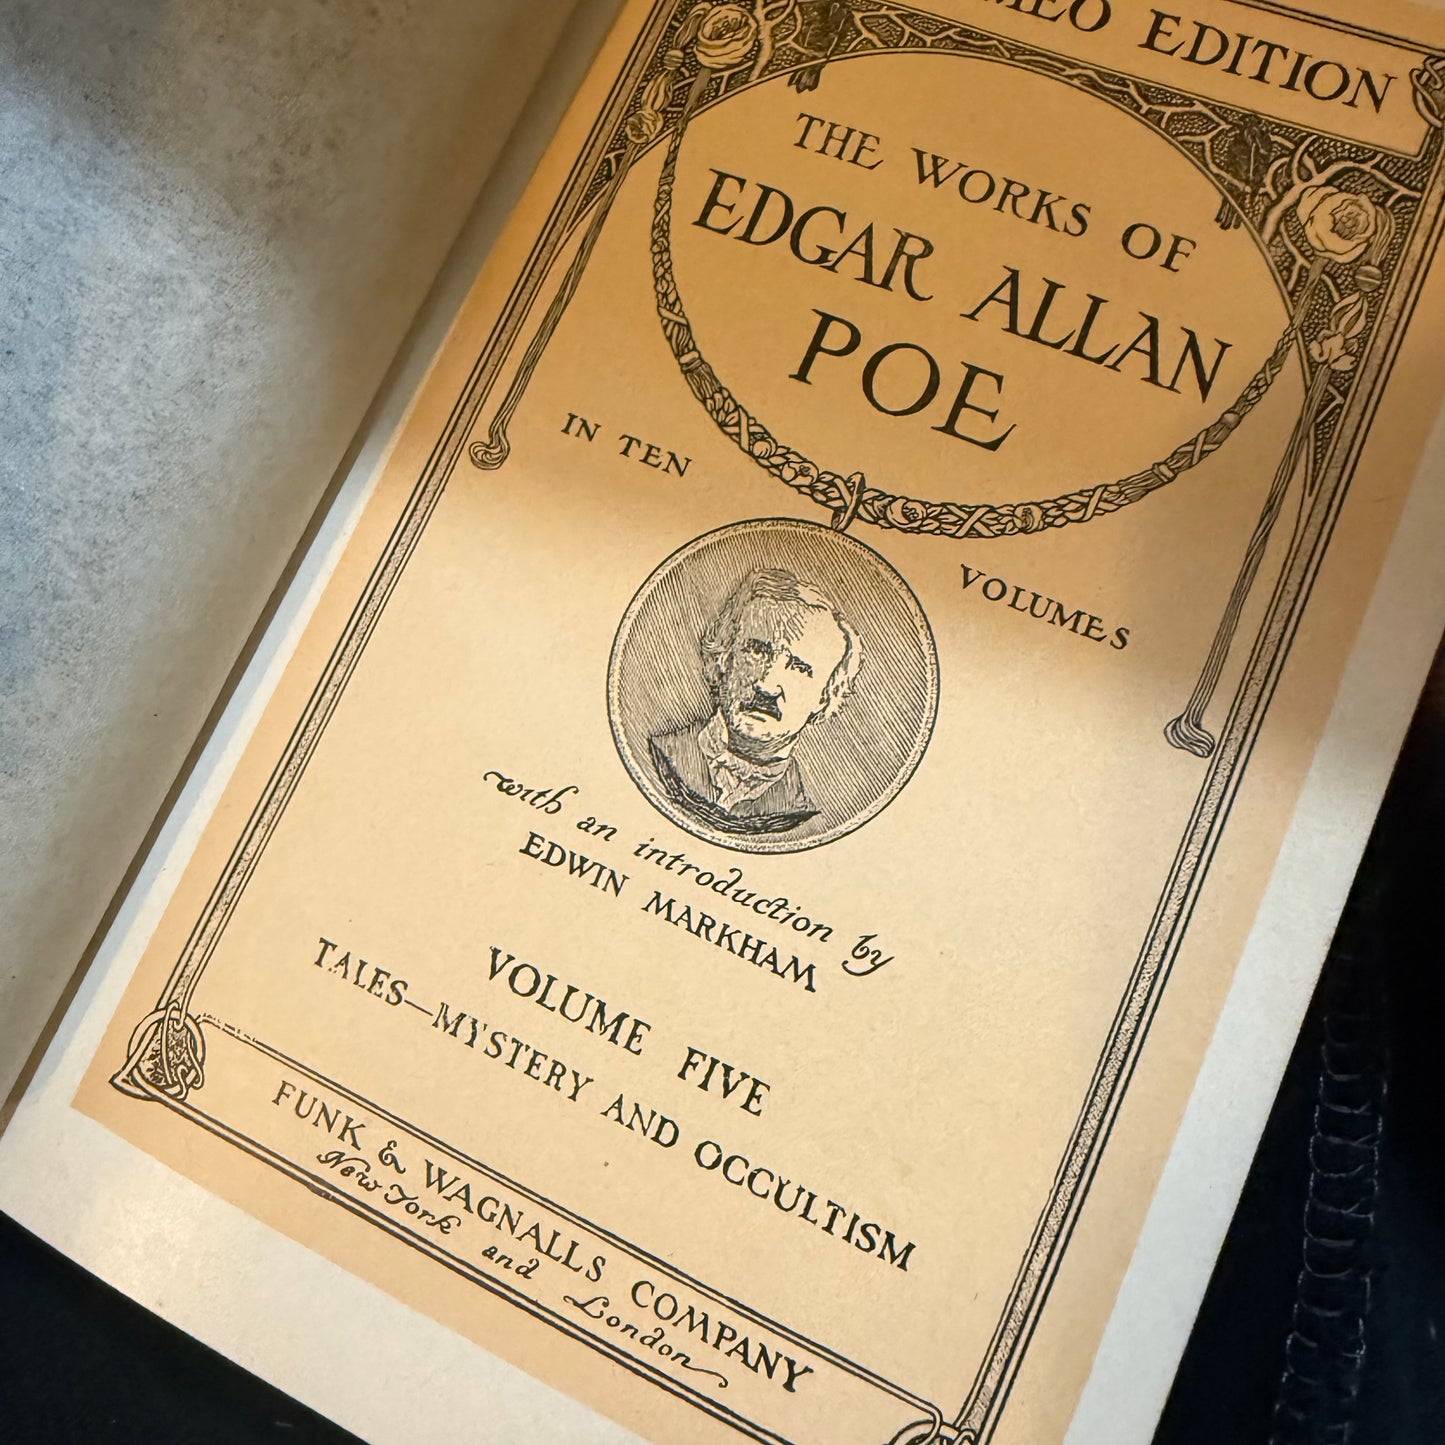 EDITION
THE WORKS OF
EDGAR ALLAN
POE
IN TEN VOLUMES
with an introduction by
EDWIN MARKHAM
VOLUME FIVE
TALES—MYSTERY AND OCCULTISM
FUNK & WAGNALLS COMPANY
New York and London